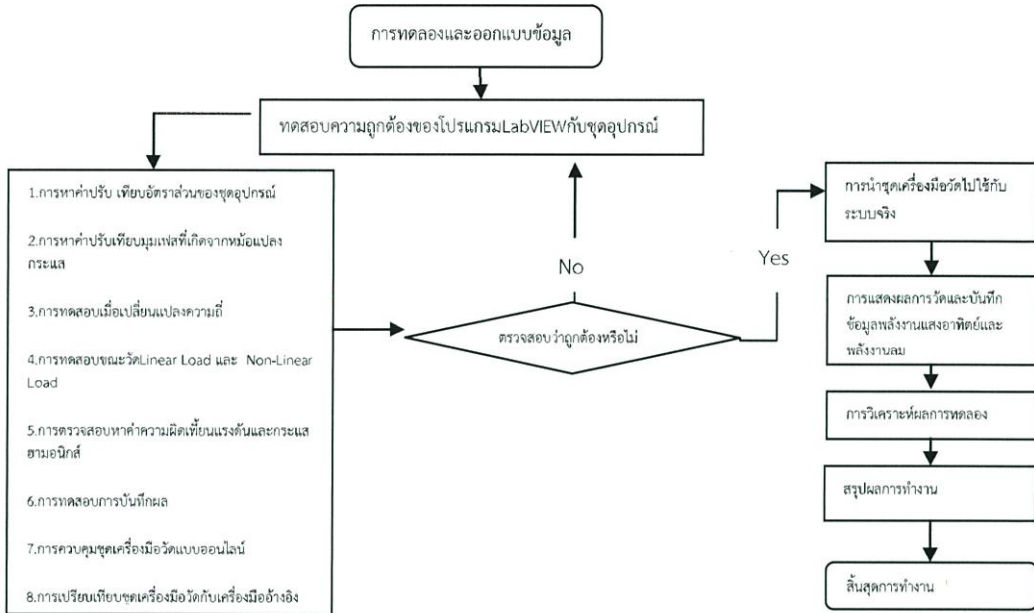 การทดลองและออกแบบข้อมูล
ทดสอบความถูกต้องของโปรแกรมLabVIEWกับชุดอุปกรณ์
1.การหาค่าปรับ เทียบอัตราส่วนของชุดอุปกรณ์
2.การหาค่าปรับเทียบมุมเฟสที่เกิดจากหม้อแปลง
กระแส
3.การทดสอบเมื่อเปลี่ยนแปลงความถี่
4.การทดสอบขณะวัดLinear Load และ Non-Linear
Load
5.การตรวจสอบหาค่าความผิดเพี้ยนแรงดันและกระแส
ฮามอนิกส์
6.การทดสอบการบันทึกผล
7.การควบคุมชุดเครื่องมือวัดแบบออนไลน์
8.การเปรียบเทียบชุดเครื่องมือวัดกับเครื่องมืออ้างอิง
No
ตรวจสอบว่าถูกต้องหรือไม่
Yes
การนำชุดเครื่องมือวัดไปใช้กับ
ระบบจริง
การแสดงผลการวัดและบันทึก
ข้อมูลพลังงานแสงอาทิตย์และ
พลังงานลม
การวิเคราะห์ผลการทดลอง
สรุปผลการทำงาน
สิ้นสุดการทำงาน